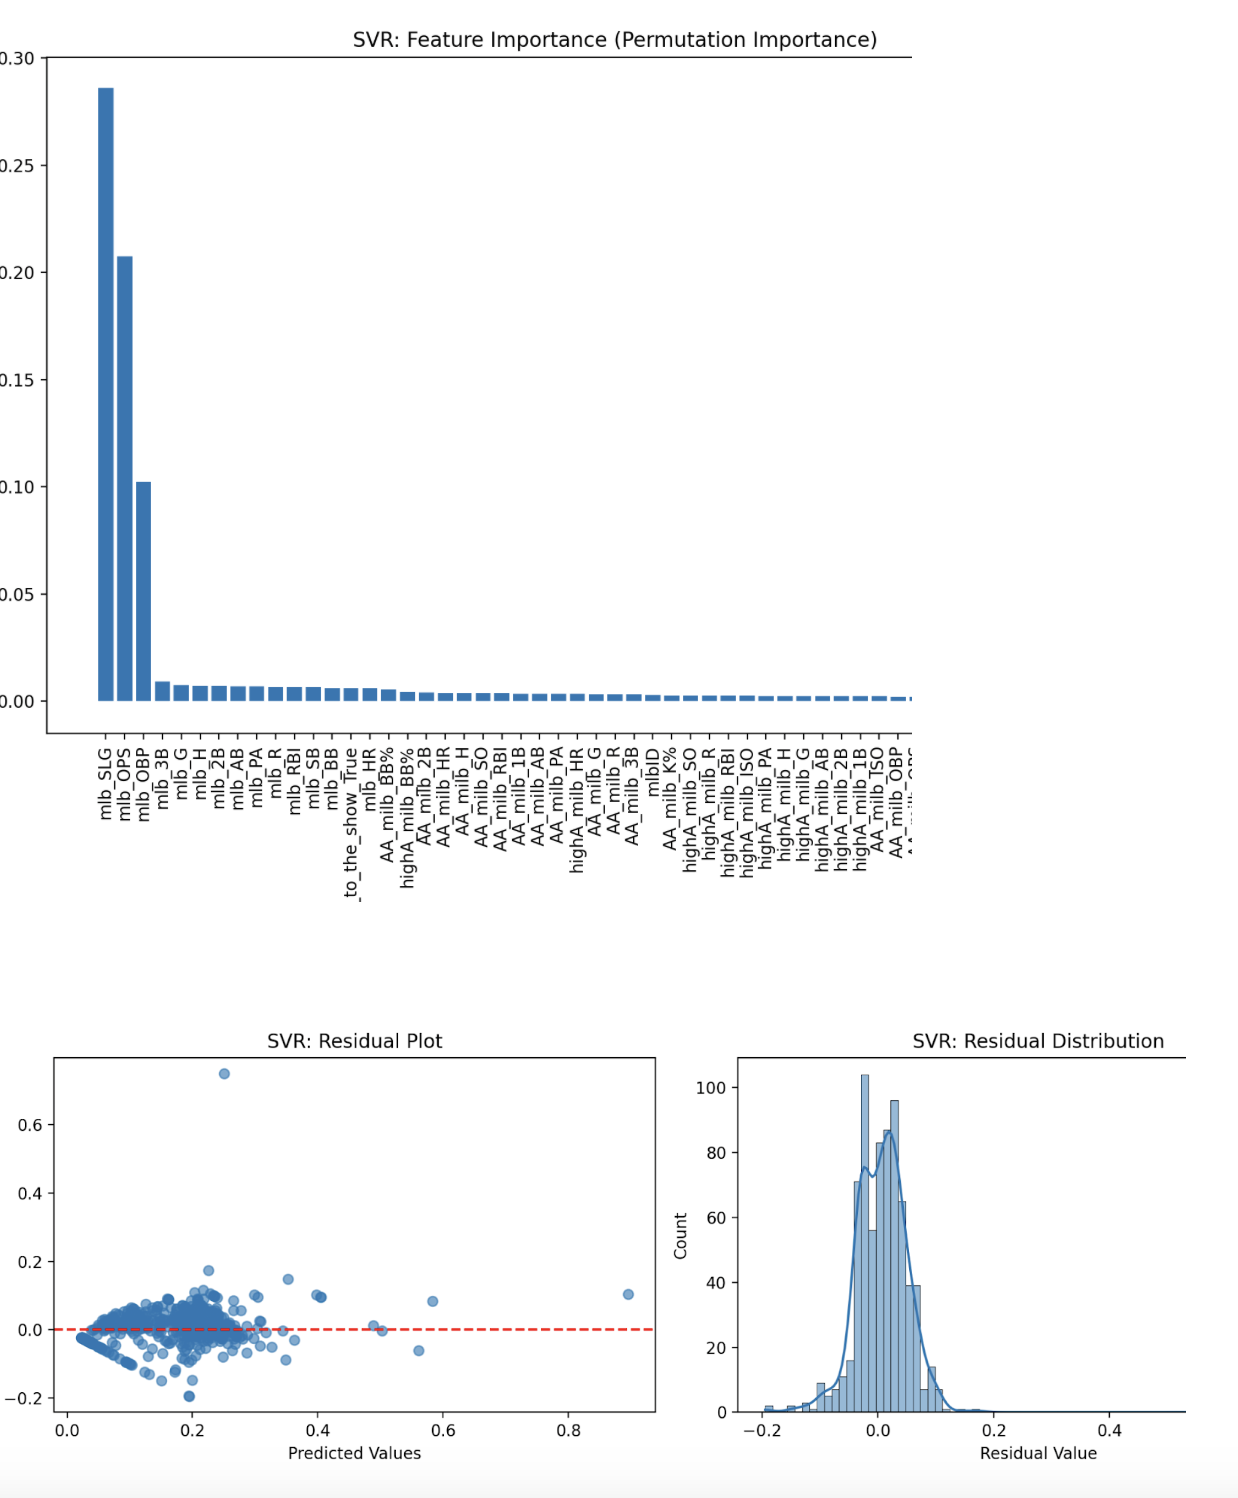 SVR: Feature Importance (Permutation Importance)
0.30
0.25
0.20
0.15
0.10
0.05
0.00
mlb_SLG
mlb_OPS
mlb_OBP
mlb_3B
mlb_G
mlb_H
mlb_2B
mlb_AB
mlb_PA
mlb_R
mlb_RBI
mlb_SB
mlb_BB
_to_the_show_True
mlb_HR
AA_milb_BB%
highA_milb_BB%
AA_milb_2B
AA_milb_HR
AA_milb_H
AA_milb_SO
AA_milb_RBI
AA_milb_1B
AA_milb_AB
AA_milb_PA
highA_milb_HR
AA_milb_G
AA_milb_R
AA_milb_3B
mlbID
AA_milb_K%
highA_milb_SO
highA_milb_R
highA_milb_RBI
highA_milb_ISO
highA_milb_PA
highA_milb_H
highA_milb_G
highA_milb_AB
highA_milb_2B
highA_milb_1B
AA_milb_ISO
AA_milb_OBP
SVR: Residual Plot
0.6
0.4
0.2
0.0
−0.2
0.0 0.2 0.4 0.6 0.8
Predicted Values
SVR: Residual Distribution
Count
100
80
60
40
20
0
−0.2 0.0 0.2 0.4
Residual Value